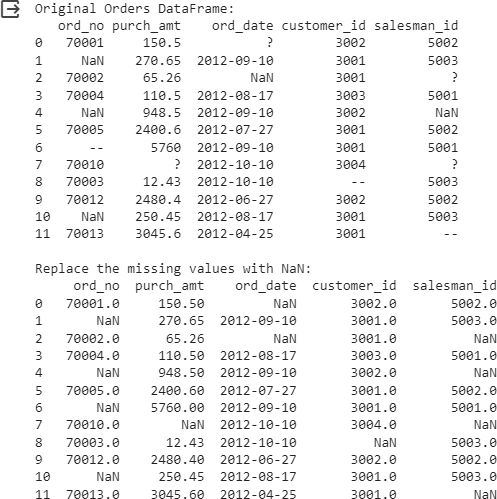 Original Orders DataFrame:
ord_no purch_amt ord_date customer_id salesman_id
0 70001 150.5 ? 3002 5002
1 NaN 270.65 2012-09-10 3001 5003
2 70002 65.26 NaN 3001 ?
3 70004 110.5 2012-08-17 3003 5001
4 NaN 948.5 2012-09-10 3002 NaN
5 70005 2400.6 2012-07-27 3001 5002
6 -- 5760 2012-09-10 3001 5001
7 70010 ? 2012-10-10 3004 ?
8 70003 12.43 2012-10-10 -- 5003
9 70012 2480.4 2012-06-27 3002 5002
10 NaN 250.45 2012-08-17 3001 5003
11 70013 3045.6 2012-04-25 3001 --
Replace the missing values with NaN:
ord_no purch_amt ord_date customer_id salesman_id
0 70001.0 150.50 NaN 3002.0 5002.0
1 NaN 270.65 2012-09-10 3001.0 5003.0
2 70002.0 65.26 NaN 3001.0 NaN
3 70004.0 110.50 2012-08-17 3003.0 5001.0
4 NaN 948.50 2012-09-10 3002.0 NaN
5 70005.0 2400.60 2012-07-27 3001.0 5002.0
6 NaN 5760.00 2012-09-10 3001.0 5001.0
7 70010.0 NaN 2012-10-10 3004.0 NaN
8 70003.0 12.43 2012-10-10 NaN 5003.0
9 70012.0 2480.40 2012-06-27 3002.0 5002.0
10 NaN 250.45 2012-08-17 3001.0 5003.0
11 70013.0 3045.60 2012-04-25 3001.0 NaN